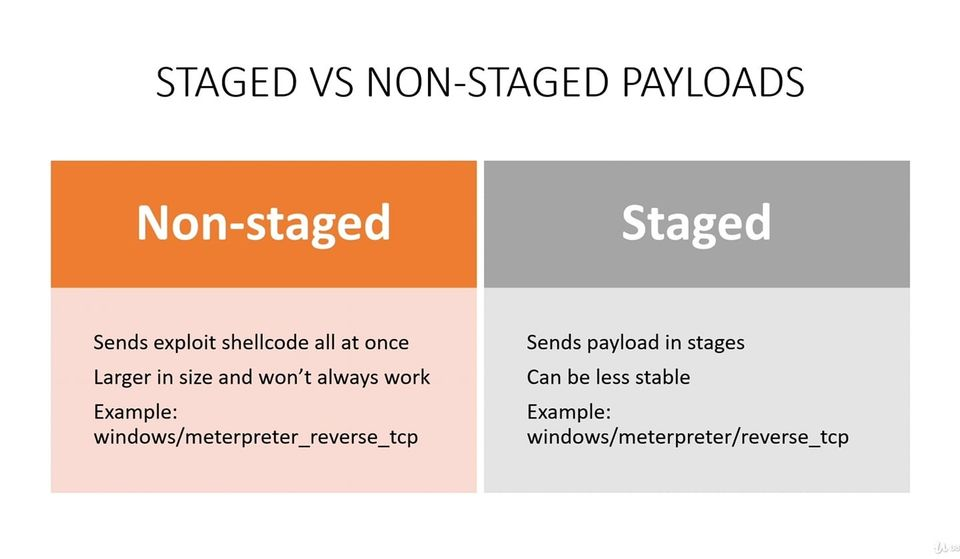 STAGED VS NON-STAGED PAYLOADS
Non-staged
Sends exploit shellcode all at once
Larger in size and won’t always work
Example:
windows/meterpreter_reverse_tcp
Staged
Sends payload in stages
Can be less stable
Example:
windows/meterpreter/reverse_tcp